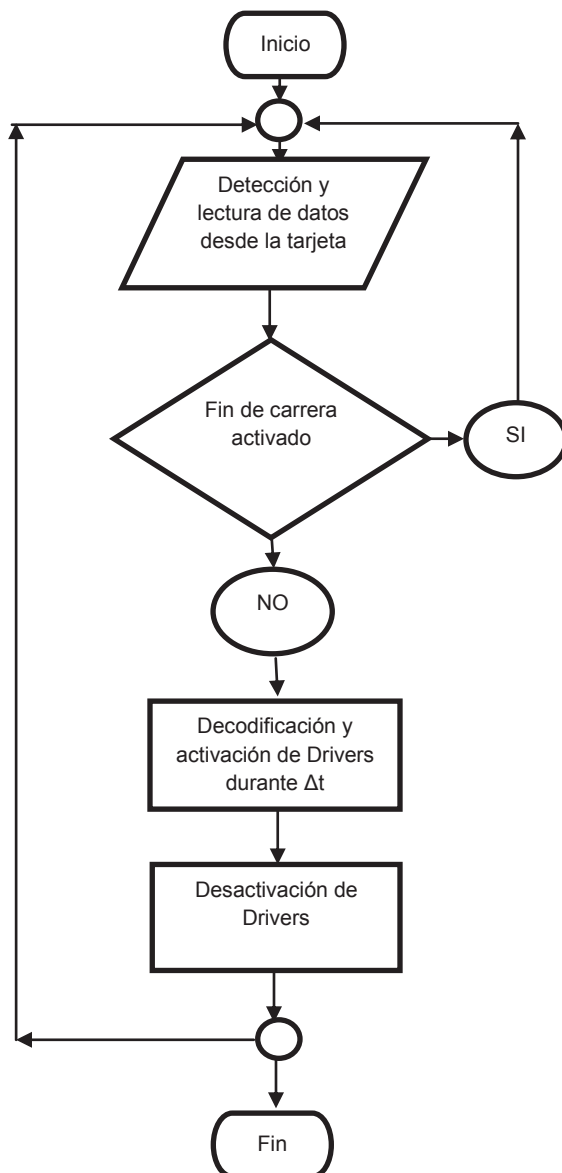 Inicio
Detección y
lectura de datos
desde la tarjeta
Fin de carrera
activado
SI
NO
Decodificación y
activación de Drivers
durante Δt
Desactivación de
Drivers
Fin